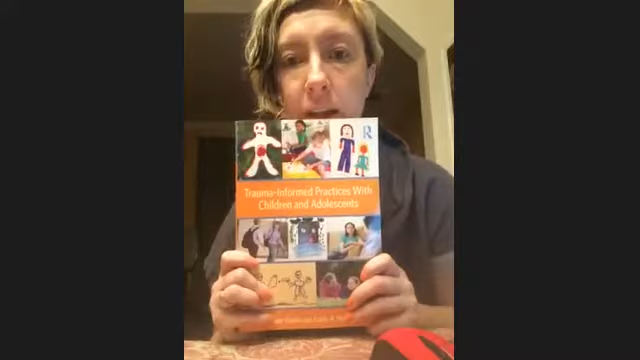 R
Trauma-Informed Practices With
Children and Adolescents